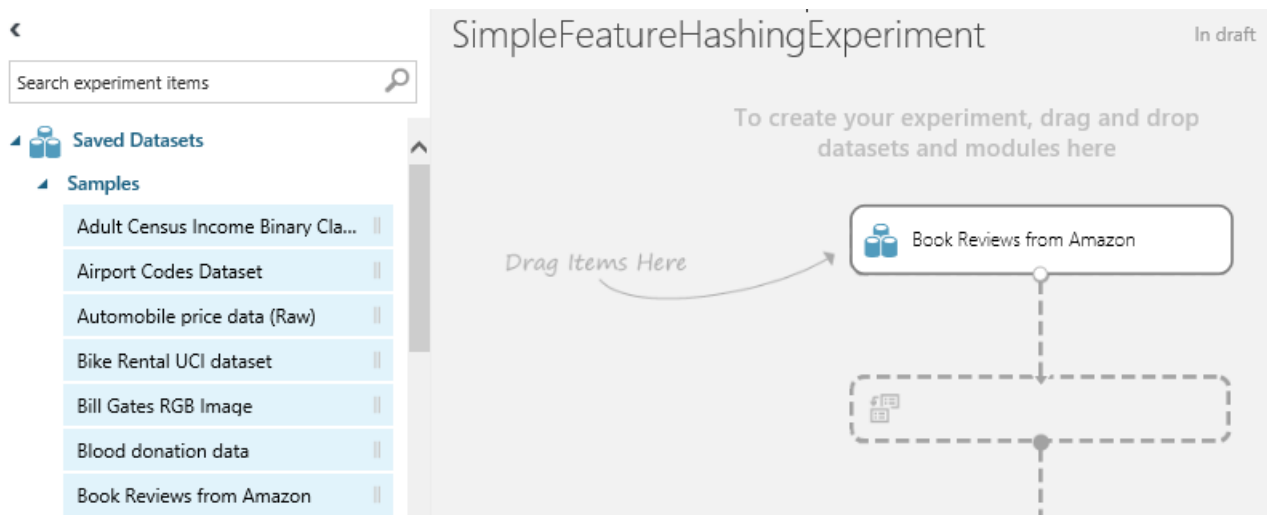 SimpleFeatureHashingExperiment
In draft
Search experiment items
Saved Datasets
Samples
Adult Census Income Binary Cla...
Airport Codes Dataset
Automobile price data (Raw)
Bike Rental UCI dataset
Bill Gates RGB Image
Blood donation data
Book Reviews from Amazon
To create your experiment, drag and drop
datasets and modules here
Drag Items Here
Book Reviews from Amazon